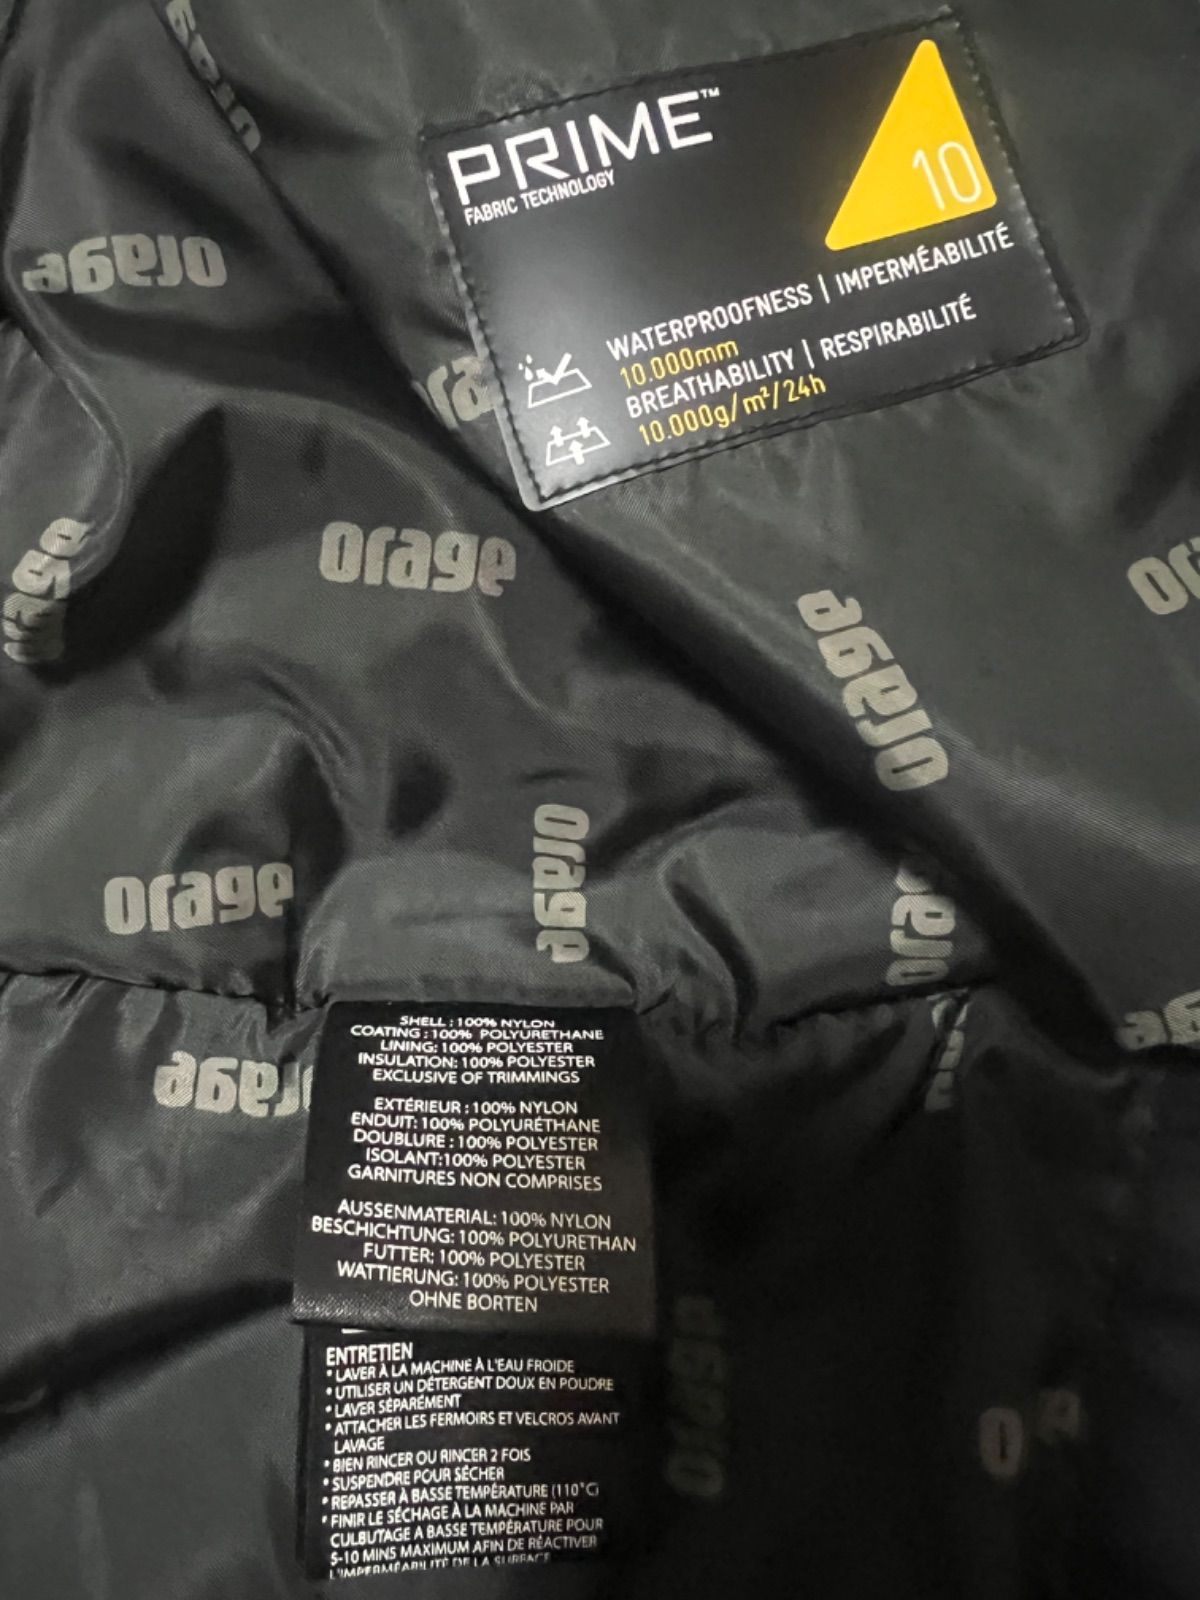 PRIME™
FABRIC TECHNOLOGY
10
WATERPROOFNESS | IMPERMÉABILITÉ
10.000mm
BREATHABILITY | RESPIRABILITÉ
10.000g/m²/24h
orage
orage
orage
orage
orage
orage
orage
orage
orage
SHELL : 100% NYLON
COATING : 100% POLYURETHANE
LINING: 100% POLYESTER
INSULATION: 100% POLYESTER
EXCLUSIVE OF TRIMMINGS
EXTÉRIEUR : 100% NYLON
ENDUIT: 100% POLYURÉTHANE
DOUBLURE : 100% POLYESTER
ISOLANT:100% POLYESTER
GARNITURES NON COMPRISES
AUSSENMATERIAL: 100% NYLON
BESCHICHTUNG: 100% POLYURETHAN
FUTTER: 100% POLYESTER
WATTIERUNG: 100% POLYESTER
OHNE BORTEN
ENTRETIEN
• LAVER À LA MACHINE À L'EAU FROIDE
• UTILISER UN DÉTERGENT DOUX EN POUDRE
• LAVER SÉPARÉMENT
• ATTACHER LES FERMOIRS ET VELCROS AVANT
LAVAGE
• BIEN RINCER OU RINCER 2 FOIS
• SUSPENDRE POUR SÉCHER
• REPASSER À BASSE TEMPÉRATURE (110°C)
• FINIR LE SÉCHAGE À LA MACHINE PAR
CULBUTAGE A BASSE TEMPÉRATURE POUR
5-10 MINS MAXIMUM AFIN DE RÉACTIVER
L'IMPERMÉABILITÉ DE LA SURFACE